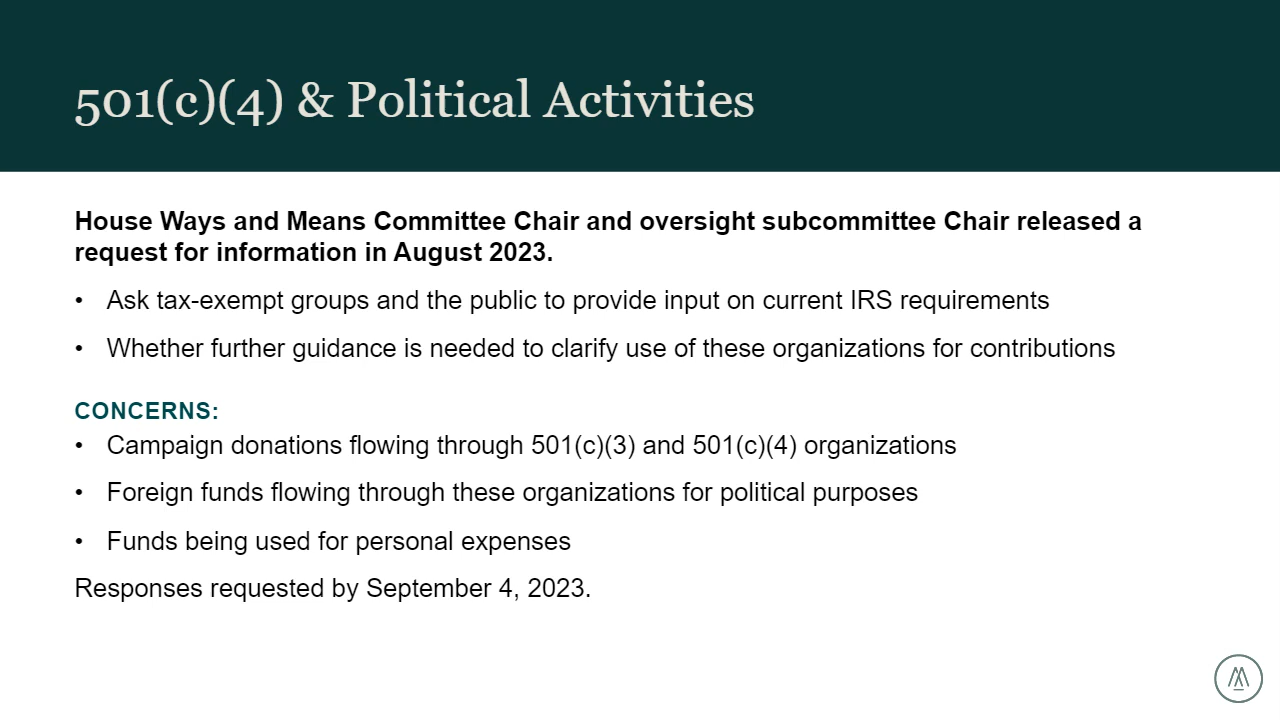 501(c)(4) & Political Activities
House Ways and Means Committee Chair and oversight subcommittee Chair released a
request for information in August 2023.
• Ask tax-exempt groups and the public to provide input on current IRS requirements
• Whether further guidance is needed to clarify use of these organizations for contributions
CONCERNS:
• Campaign donations flowing through 501(c)(3) and 501(c)(4) organizations
• Foreign funds flowing through these organizations for political purposes
• Funds being used for personal expenses
Responses requested by September 4, 2023.